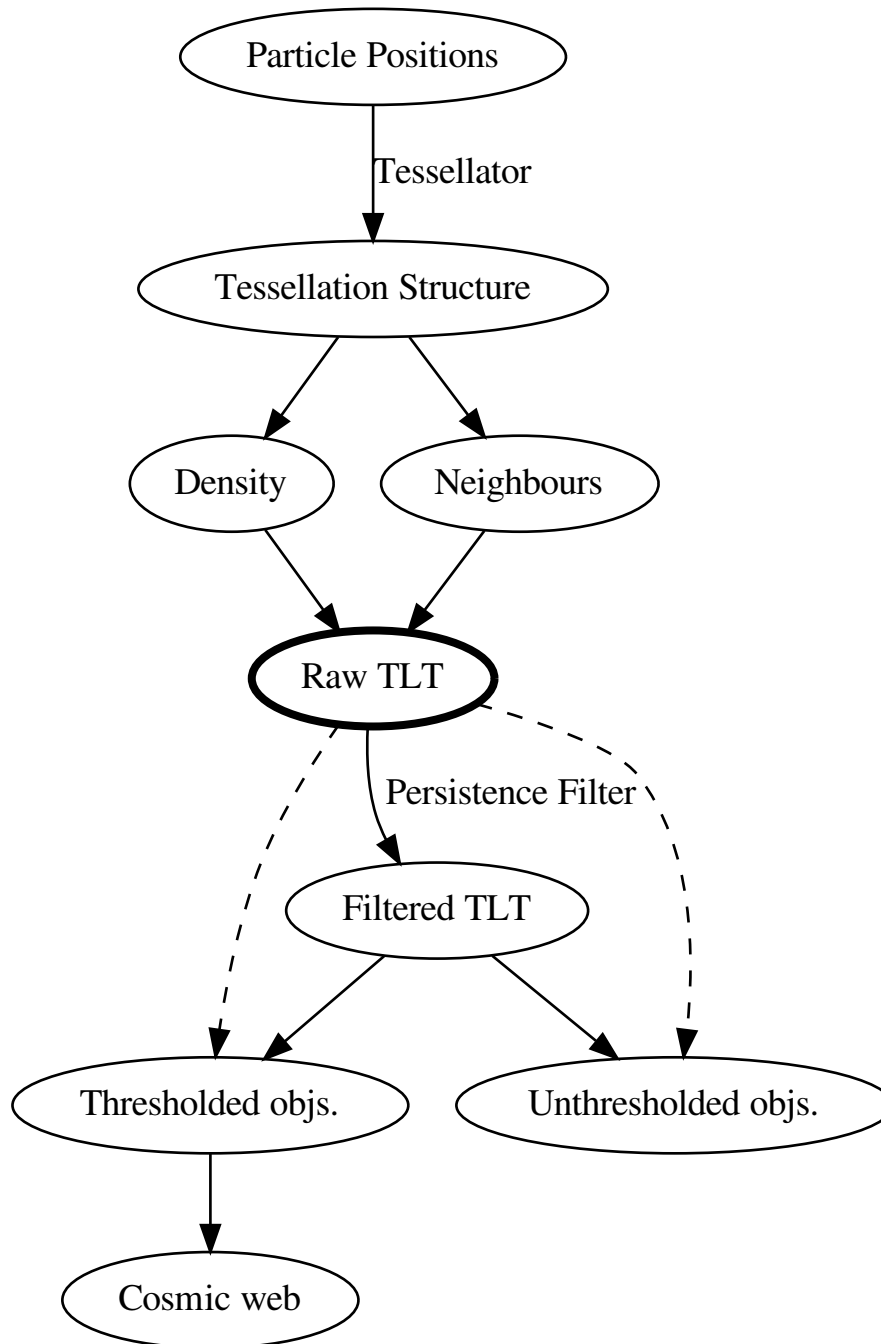 Particle Positions
Tessellator
Tessellation Structure
Density
Neighbours
Raw TLT
Persistence Filter
Filtered TLT
Thresholded objs.
Unthresholded objs.
Cosmic web